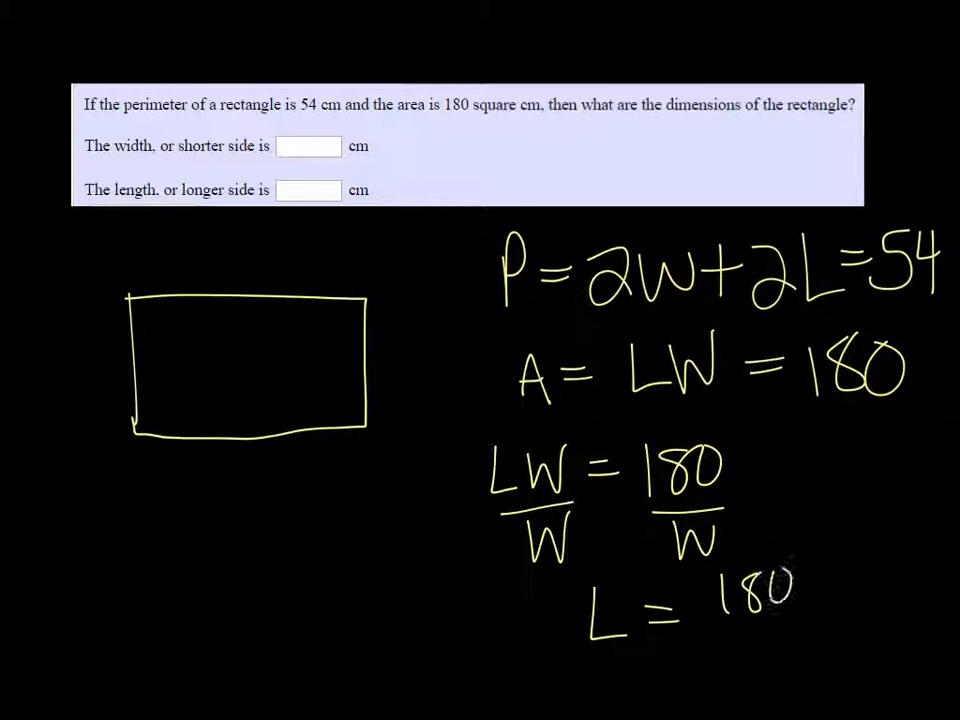 If the perimeter of a rectangle is 54 cm and the area is 180 square cm, then what are the dimensions of the rectangle?
The width, or shorter side is cm
The length, or longer side is cm
P = 2W + 2L = 54
A = LW = 180
LW = 180
W W
L = 180